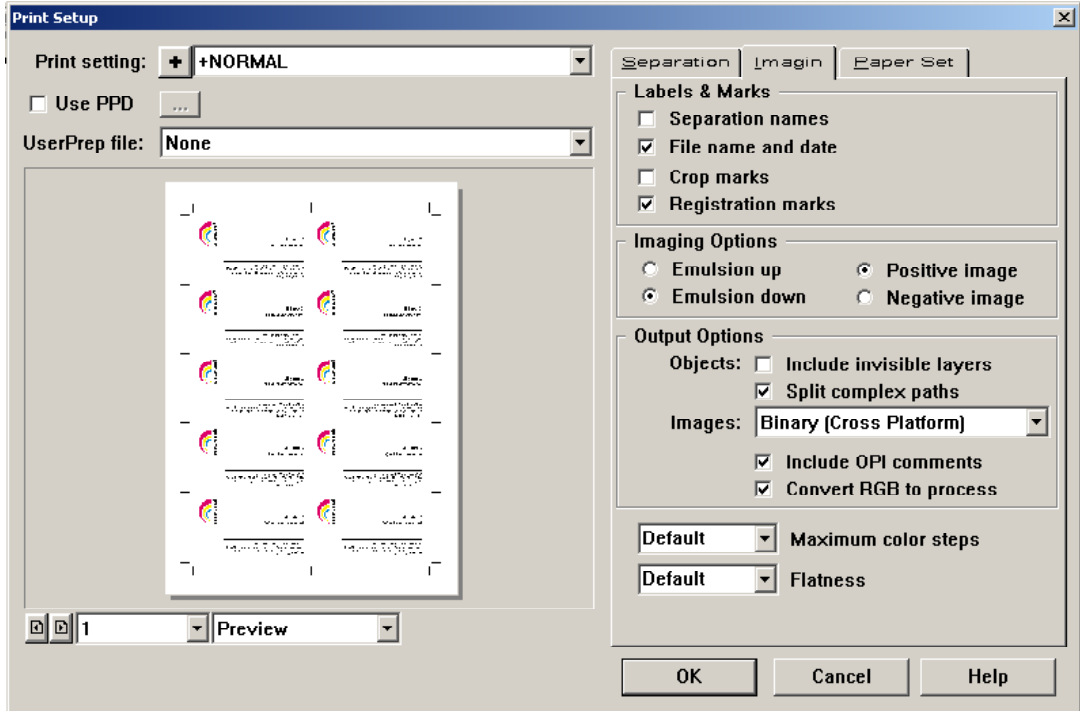 Print Setup
Print setting: + +NORMAL
Use PPD ...
UserPrep file: None
1 Preview
Separation Imagin Paper Set
Labels & Marks
Separation names
File name and date
Crop marks
Registration marks
Imaging Options
Emulsion up Positive image
Emulsion down Negative image
Output Options
Objects: Include invisible layers
Split complex paths
Images: Binary (Cross Platform)
Include OPI comments
Convert RGB to process
Default Maximum color steps
Default Flatness
OK Cancel Help